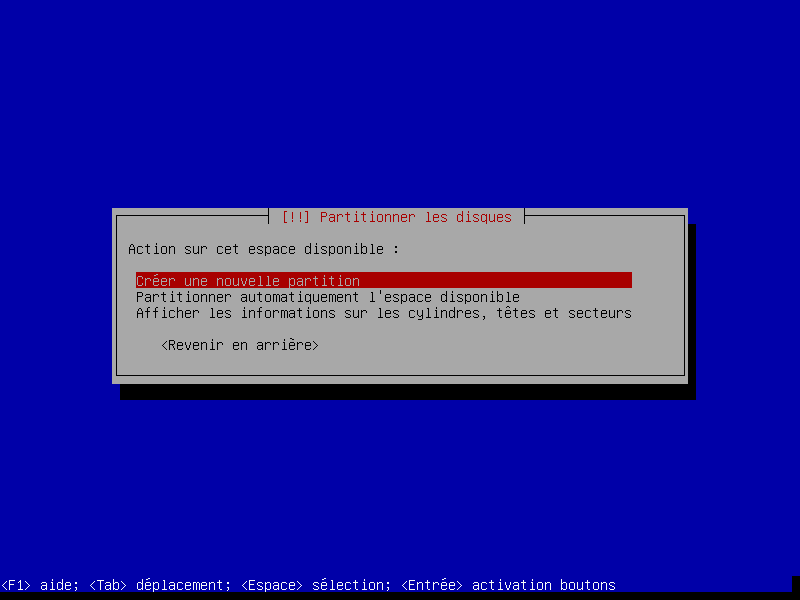 [!!] Partitionner les disques
Action sur cet espace disponible :
Créer une nouvelle partition
Partitionner automatiquement l'espace disponible
Afficher les informations sur les cylindres, têtes et secteurs
<Revenir en arrière>
<F1> aide; <Tab> déplacement; <Espace> sélection; <Entrée> activation boutons